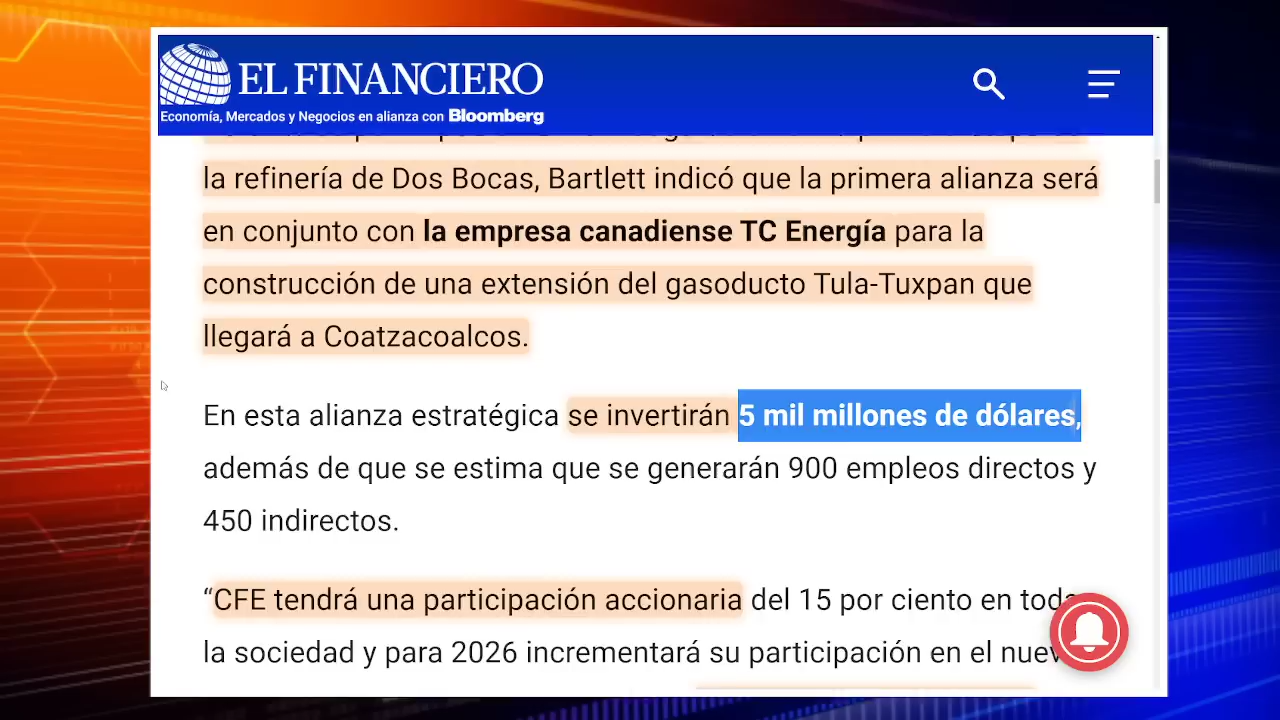 EL FINANCIERO
Economía, Mercados y Negocios en alianza con Bloomberg
la refinería de Dos Bocas, Bartlett indicó que la primera alianza será
en conjunto con la empresa canadiense TC Energía para la
construcción de una extensión del gasoducto Tula-Tuxpan que
llegará a Coatzacoalcos.
En esta alianza estratégica se invertirán 5 mil millones de dólares,
además de que se estima que se generarán 900 empleos directos y
450 indirectos.
“CFE tendrá una participación accionaria del 15 por ciento en toda
la sociedad y para 2026 incrementará su participación en el